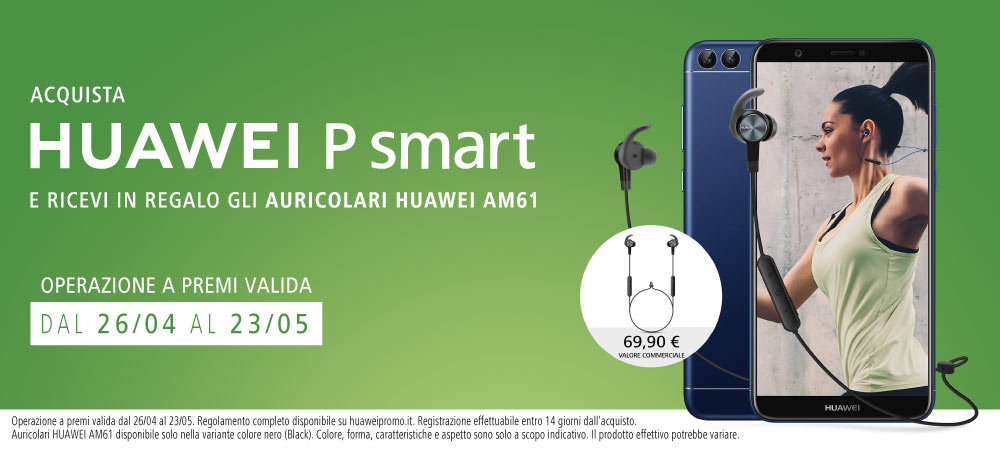 ACQUISTA
HUAWEI P smart
E RICEVI IN REGALO GLI AURICOLARI HUAWEI AM61
OPERAZIONE A PREMI VALIDA
DAL 26/04 AL 23/05
69,90 €
VALORE COMMERCIALE
HUAWEI
Operazione a premi valida dal 26/04 al 23/05. Regolamento completo disponibile su huaweipromo.it. Registrazione effettuabile entro 14 giorni dall'acquisto.
Auricolari HUAWEI AM61 disponibile solo nella variante colore nero (Black). Colore, forma, caratteristiche e aspetto sono solo a scopo indicativo. Il prodotto effettivo potrebbe variare.